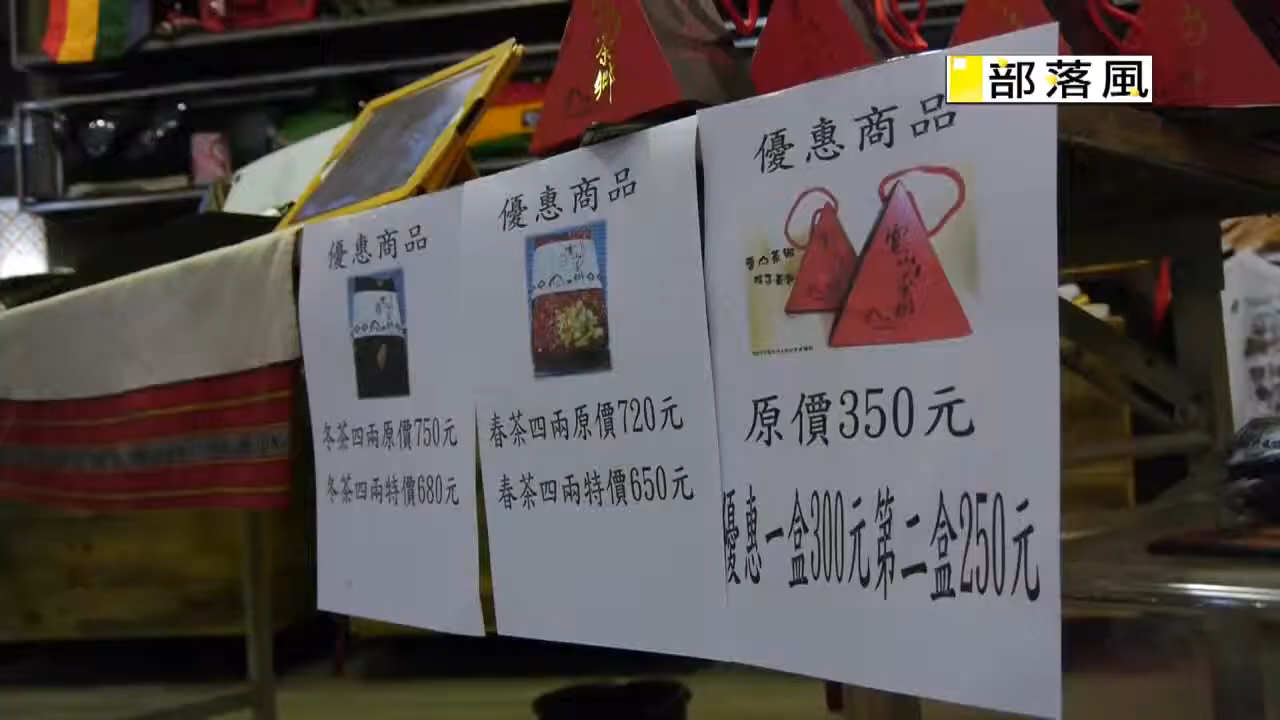 部落風
茶鄉
優惠商品
冬茶四兩原價750元
冬茶四兩特價680元
優惠商品
春茶四兩原價720元
春茶四兩特價650元
優惠商品
原價350元
優惠一盒300元第二盒250元